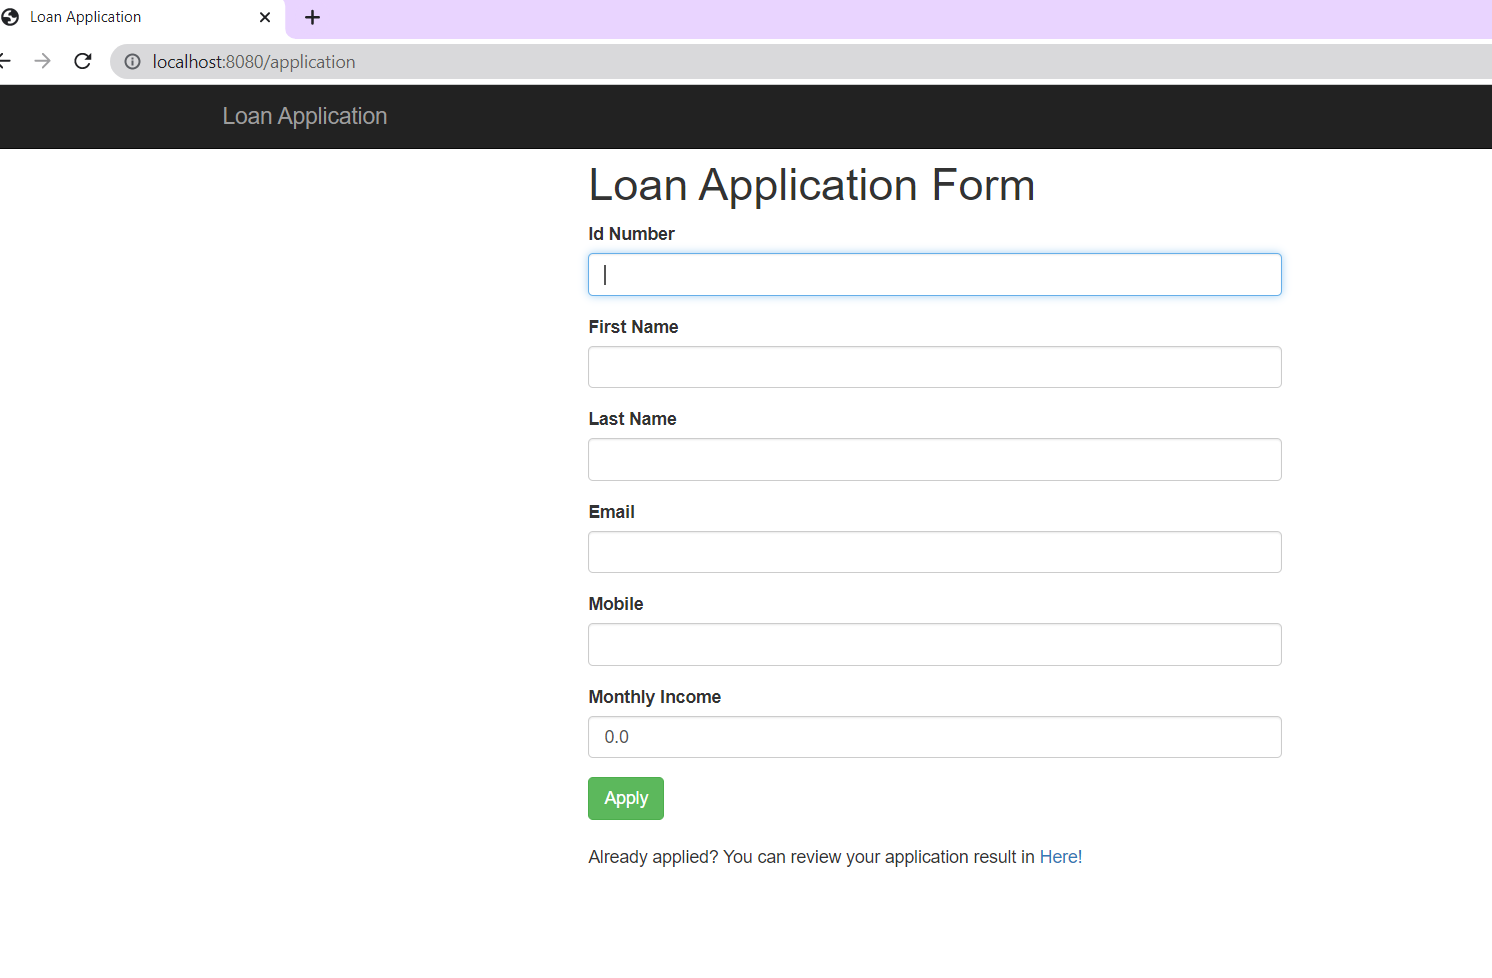 Loan Application
localhost:8080/application
Loan Application
Loan Application Form
Id Number
First Name
Last Name
Email
Mobile
Monthly Income
0.0
Apply
Already applied? You can review your application result in Here!